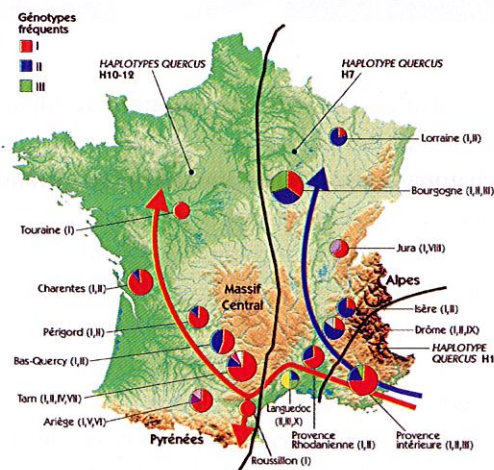 Génotypes
fréquents
I
II
III
HAPLOTYPES QUERCUS
H10-12
HAPLOTYPE QUERCUS
H7
Lorraine (I,II)
Bourgogne (I,II,III)
Touraine (I)
Jura (I,VIII)
Massif
Central
Alpes
Charentes (I,II)
Isère (I,II)
Périgord (I,II)
Drôme (I,II,IX)
Bas-Quercy (I,II)
HAPLOTYPE
QUERCUS H1
Tarn (I,II,IV,VII)
Ariège (I,V,VI)
Languedoc
(II,XI,X)
Provence
Rhodanienne (I,II)
Provence
intérieure (I,II,III)
Pyrénées
Roussillon (I)